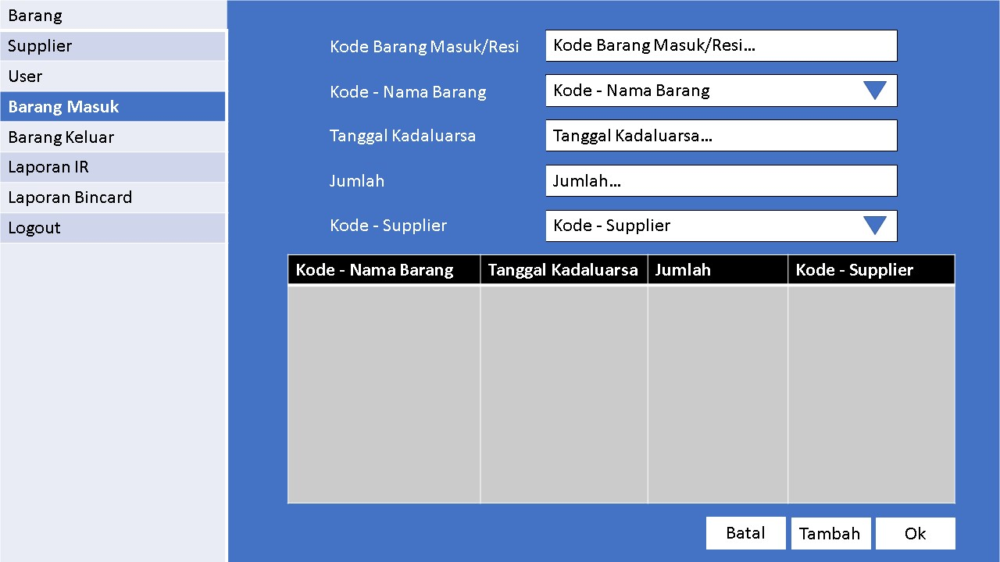 Barang
Supplier
User
Barang Masuk
Barang Keluar
Laporan IR
Laporan Bincard
Logout
Kode Barang Masuk/Resi
Kode Barang Masuk/Resi...
Kode - Nama Barang
Kode - Nama Barang
Tanggal Kadaluarsa
Tanggal Kadaluarsa...
Jumlah
Jumlah...
Kode - Supplier
Kode - Supplier
Kode - Nama Barang Tanggal Kadaluarsa Jumlah Kode - Supplier
Batal Tambah Ok